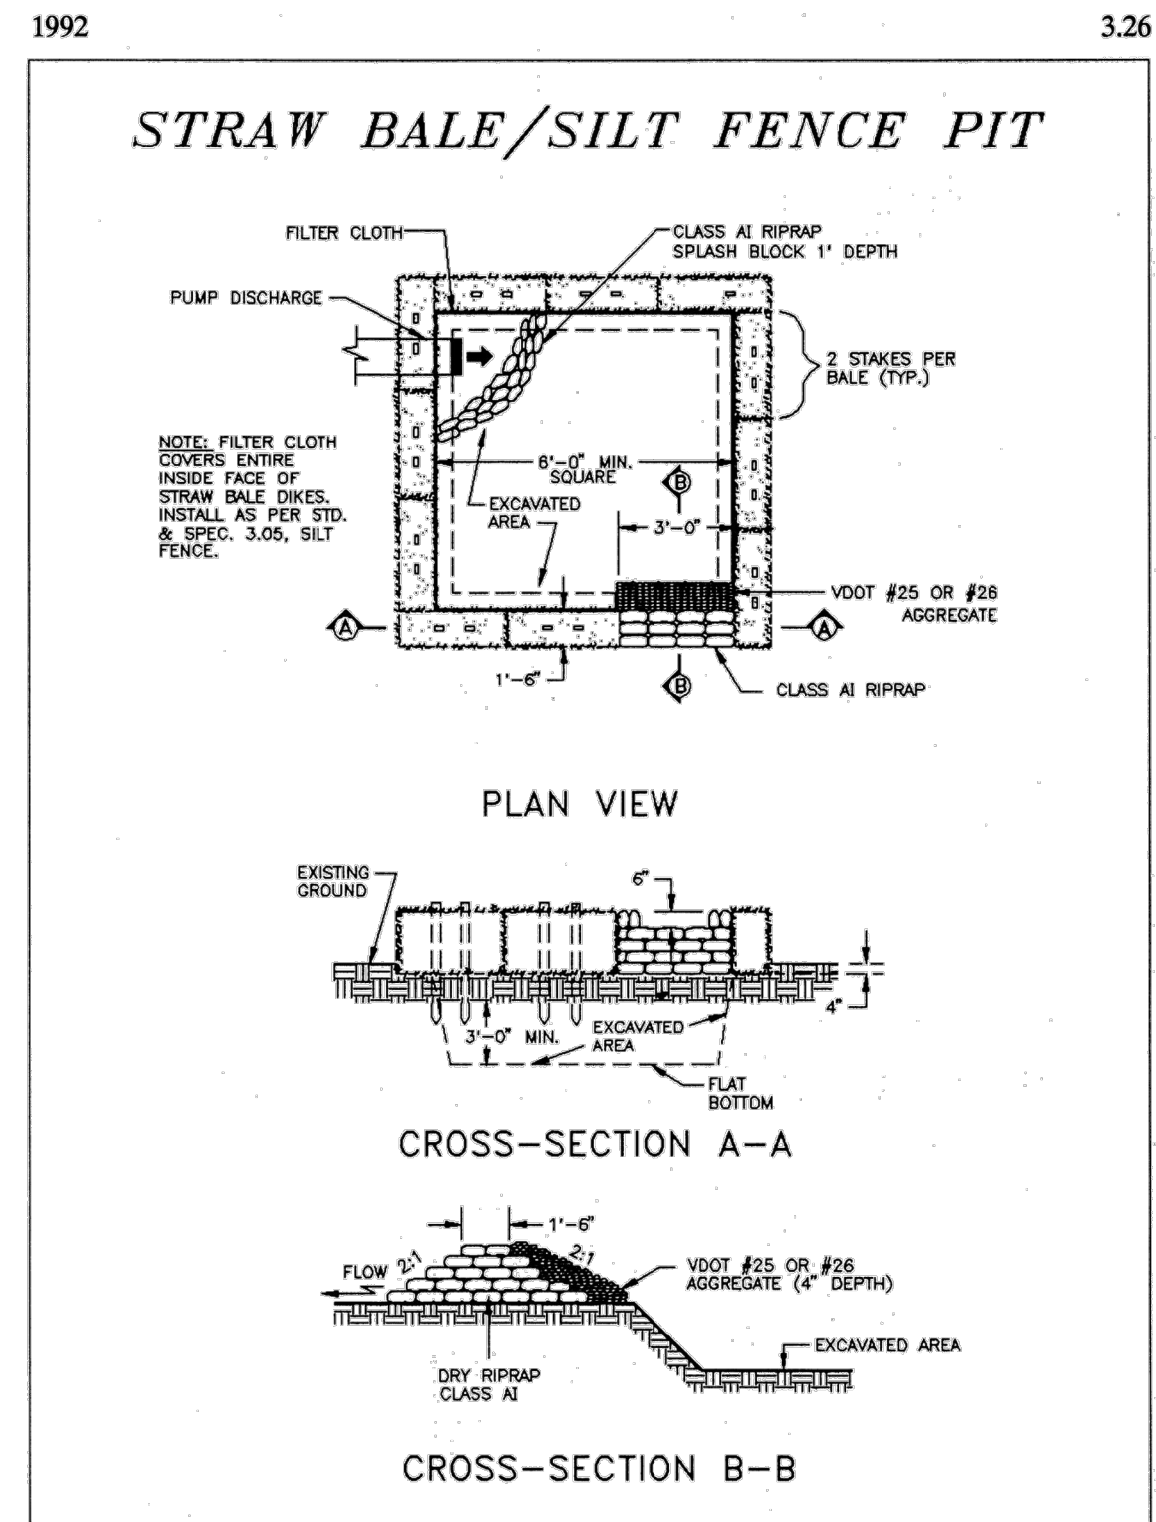 1992
3.26
STRAW BALE/SILT FENCE PIT
FILTER CLOTH
CLASS AI RIPRAP
SPLASH BLOCK 1' DEPTH
PUMP DISCHARGE
2 STAKES PER
BALE (TYP.)
NOTE: FILTER CLOTH
COVERS ENTIRE
INSIDE FACE OF
STRAW BALE DIKES.
INSTALL AS PER STD.
& SPEC. 3.05, SILT
FENCE.
6'-0" MIN.
SQUARE
B
EXCAVATED
AREA
3'-0"
VDOT #25 OR #26
AGGREGATE
A
A
1'-6"
B
CLASS AI RIPRAP
PLAN VIEW
EXISTING
GROUND
6"
4"
3'-0" MIN.
EXCAVATED
AREA
FLAT
BOTTOM
CROSS-SECTION A-A
1'-6"
2:1
2:1
FLOW
VDOT #25 OR #26
AGGREGATE (4" DEPTH)
EXCAVATED AREA
DRY RIPRAP
CLASS AI
CROSS-SECTION B-B